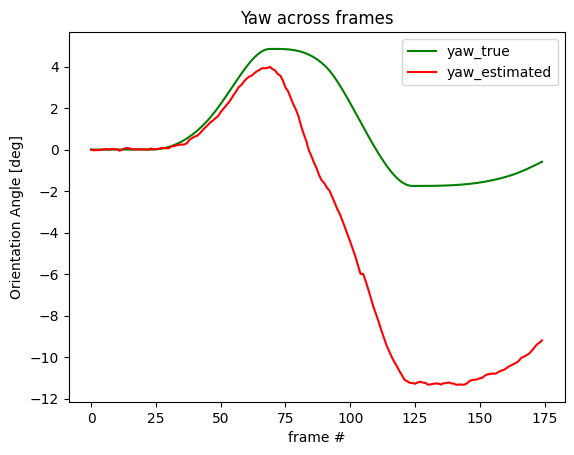 Yaw across frames
yaw_true
yaw_estimated
Orientation Angle [deg]
4
2
0
−2
−4
−6
−8
−10
−12
0 25 50 75 100 125 150 175
frame #